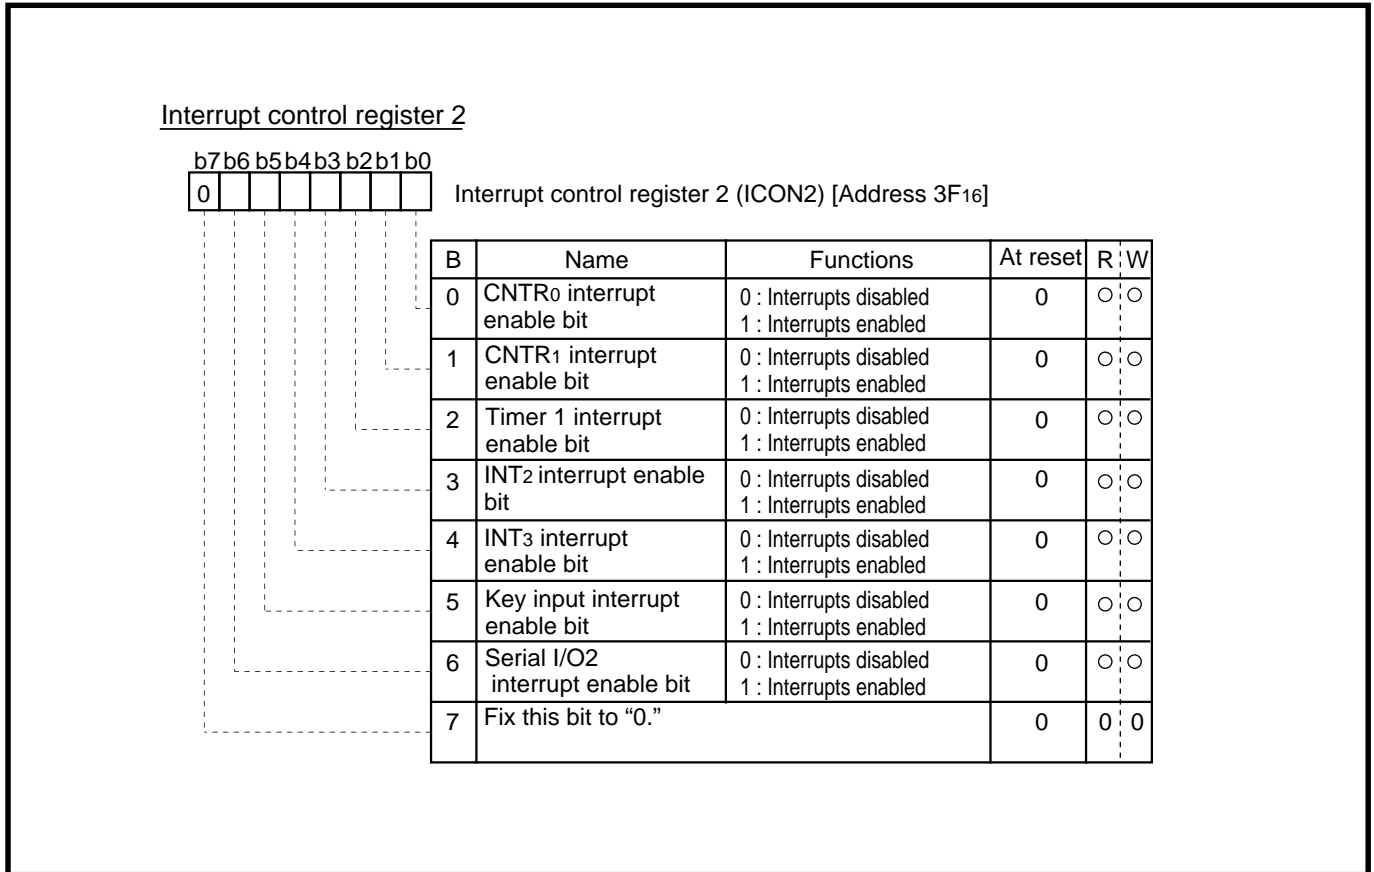 Interrupt control register 2
b7 b6 b5 b4 b3 b2 b1 b0
0
Interrupt control register 2 (ICON2) [Address 3F16]
B Name Functions At reset R W
0 CNTR0 interrupt enable bit 0 : Interrupts disabled 0 ○ ○
1 : Interrupts enabled
1 CNTR1 interrupt enable bit 0 : Interrupts disabled 0 ○ ○
1 : Interrupts enabled
2 Timer 1 interrupt enable bit 0 : Interrupts disabled 0 ○ ○
1 : Interrupts enabled
3 INT2 interrupt enable bit 0 : Interrupts disabled 0 ○ ○
1 : Interrupts enabled
4 INT3 interrupt enable bit 0 : Interrupts disabled 0 ○ ○
1 : Interrupts enabled
5 Key input interrupt enable bit 0 : Interrupts disabled 0 ○ ○
1 : Interrupts enabled
6 Serial I/O2 interrupt enable bit 0 : Interrupts disabled 0 ○ ○
1 : Interrupts enabled
7 Fix this bit to “0.” 0 0 0